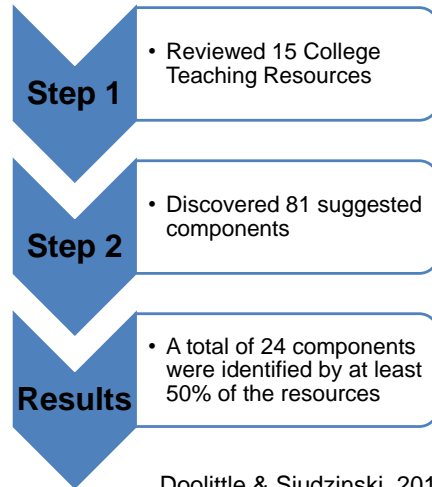 Step 1
• Reviewed 15 College
Teaching Resources
Step 2
• Discovered 81 suggested
components
Results
• A total of 24 components
were identified by at least
50% of the resources
Doolittle & Siudzinski, 201